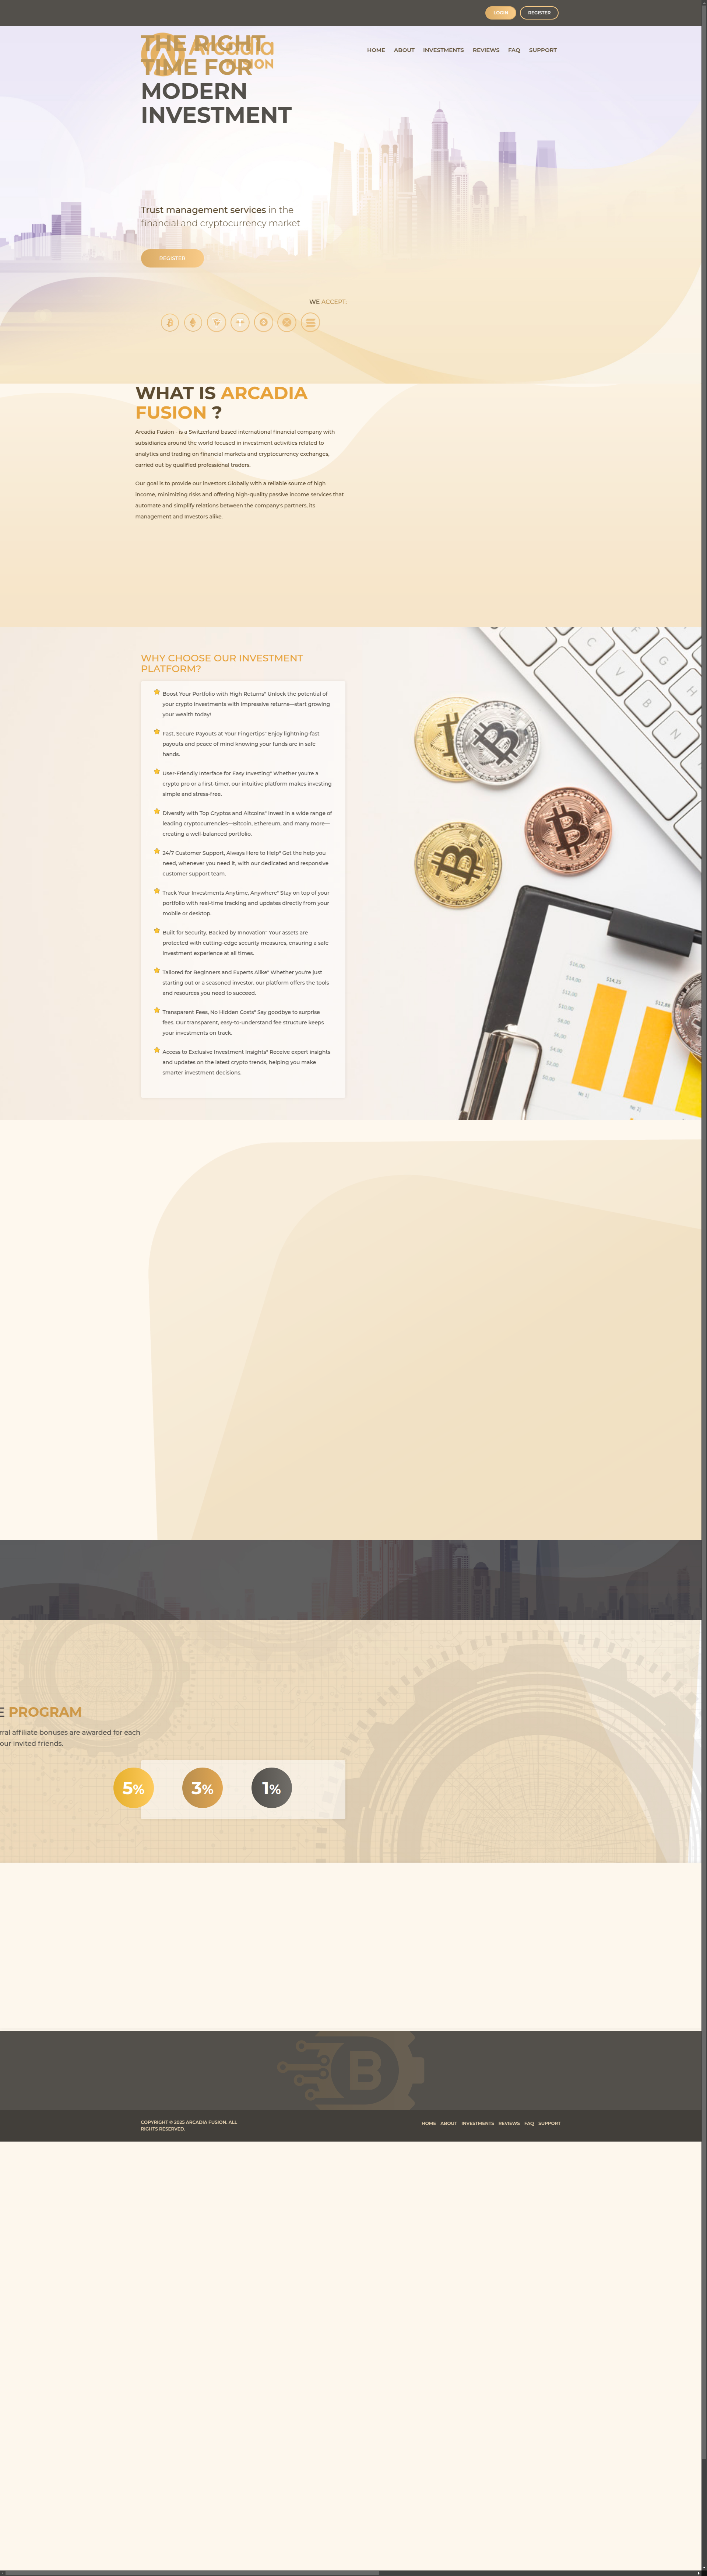 LOGIN
REGISTER
Arcadia
FUSION
HOME ABOUT INVESTMENTS REVIEWS FAQ SUPPORT
THE RIGHT
TIME FOR
MODERN
INVESTMENT
Trust management services in the
financial and cryptocurrency market
REGISTER
WE ACCEPT:
WHAT IS ARCADIA
FUSION ?
Arcadia Fusion - is a Switzerland based international financial company with
subsidiaries around the world focused in investment activities related to
analytics and trading on financial markets and cryptocurrency exchanges,
carried out by qualified professional traders.
Our goal is to provide our investors Globally with a reliable source of high
income, minimizing risks and offering high-quality passive income services that
automate and simplify relations between the company's partners, its
management and investors alike.
WHY CHOOSE OUR INVESTMENT
PLATFORM?
Boost Your Portfolio with High Returns" Unlock the potential of
your crypto investments with impressive returns—start growing
your wealth today!
Fast, Secure Payouts at Your Fingertips" Enjoy lightning-fast
payouts and peace of mind knowing your funds are in safe
hands.
User-Friendly Interface for Easy Investing" Whether you're a
crypto pro or a first-timer, our intuitive platform makes investing
simple and stress-free.
Diversify with Top Cryptos and Altcoins" Invest in a wide range of
leading cryptocurrencies—Bitcoin, Ethereum, and many more—
creating a well-balanced portfolio.
24/7 Customer Support, Always Here to Help" Get the help you
need, whenever you need it, with our dedicated and responsive
customer support team.
Track Your Investments Anytime, Anywhere" Stay on top of your
portfolio with real-time tracking and updates directly from your
mobile or desktop.
Built for Security, Backed by Innovation" Your assets are
protected with cutting-edge security measures, ensuring a safe
investment experience at all times.
Tailored for Beginners and Experts Alike" Whether you're just
starting out or a seasoned investor, our platform offers the tools
and resources you need to succeed.
Transparent Fees, No Hidden Costs" Say goodbye to surprise
fees. Our transparent, easy-to-understand fee structure keeps
your investments on track.
Access to Exclusive Investment Insights" Receive expert insights
and updates on the latest crypto trends, helping you make
smarter investment decisions.
C
F
G
V
H
B
N
$14.25
$12.89
E PROGRAM
rral affiliate bonuses are awarded for each
our invited friends.
5%
3%
1%
COPYRIGHT © 2025 ARCADIA FUSION. ALL
RIGHTS RESERVED.
HOME ABOUT INVESTMENTS REVIEWS FAQ SUPPORT